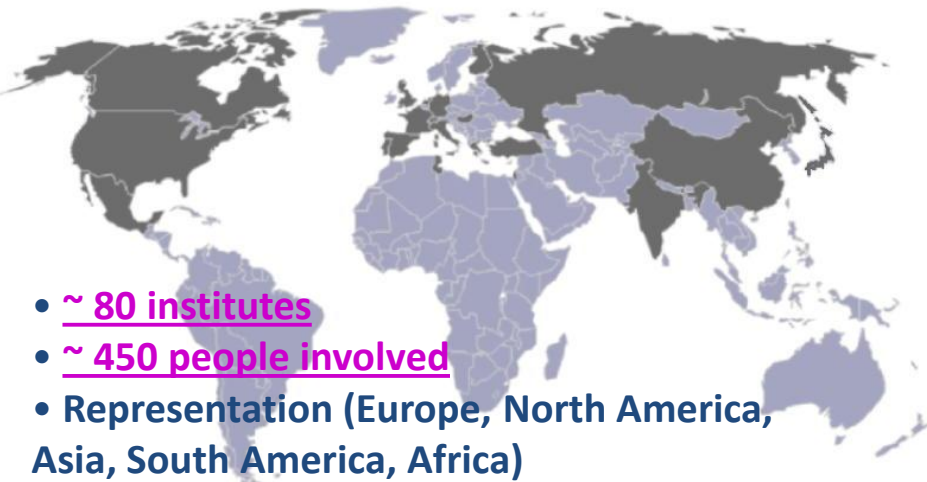 • ~ 80 institutes
• ~ 450 people involved
• Representation (Europe, North America,
Asia, South America, Africa)